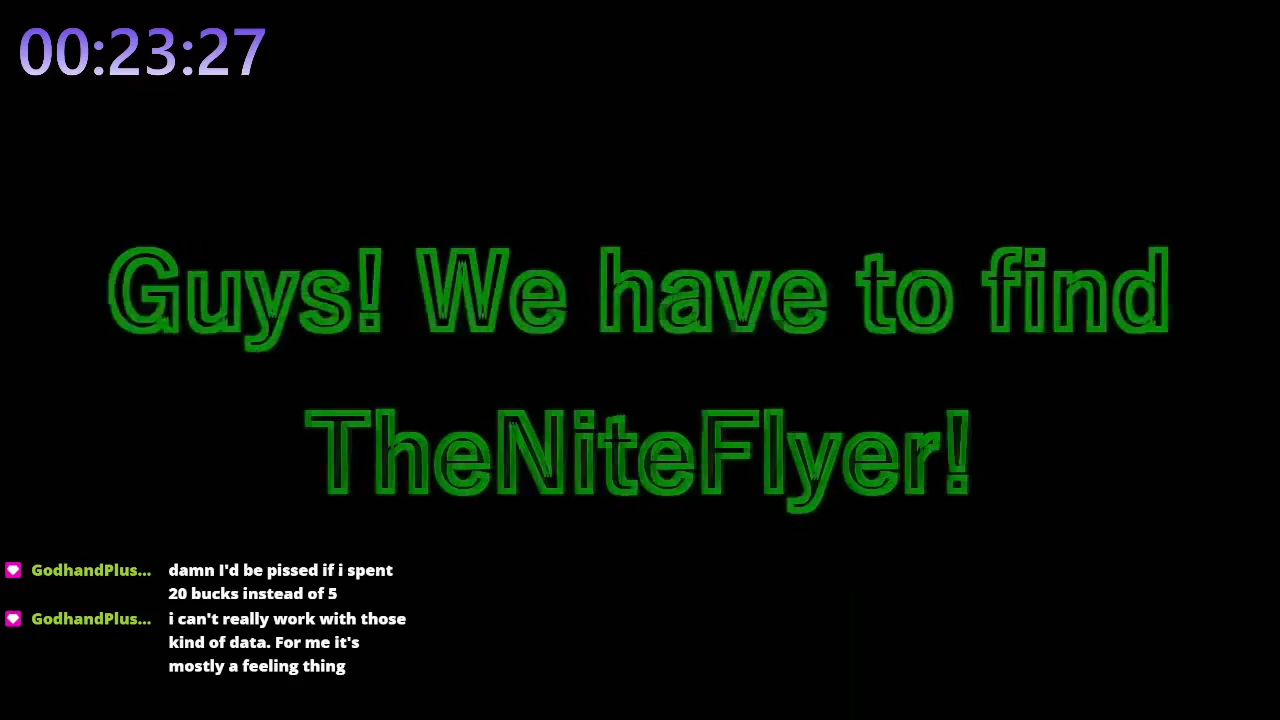 00:23:27
Guys! We have to find
TheNiteFlyer!
GodhandPlus... damn I'd be pissed if i spent
20 bucks instead of 5
GodhandPlus... i can't really work with those
kind of data. For me it's
mostly a feeling thing